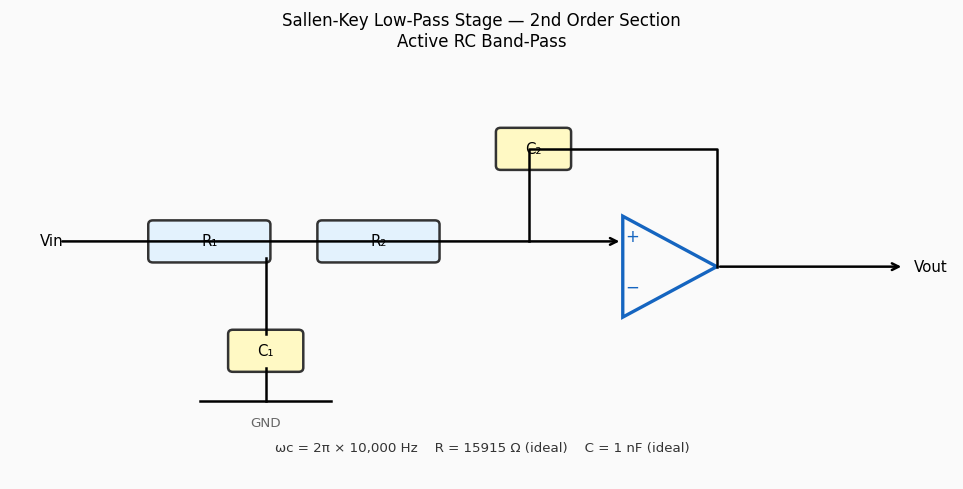 Sallen-Key Low-Pass Stage — 2nd Order Section
Active RC Band-Pass
C₂
Vin
R₁
R₂
+
−
Vout
C₁
GND
ωc = 2π × 10,000 Hz    R = 15915 Ω (ideal)    C = 1 nF (ideal)